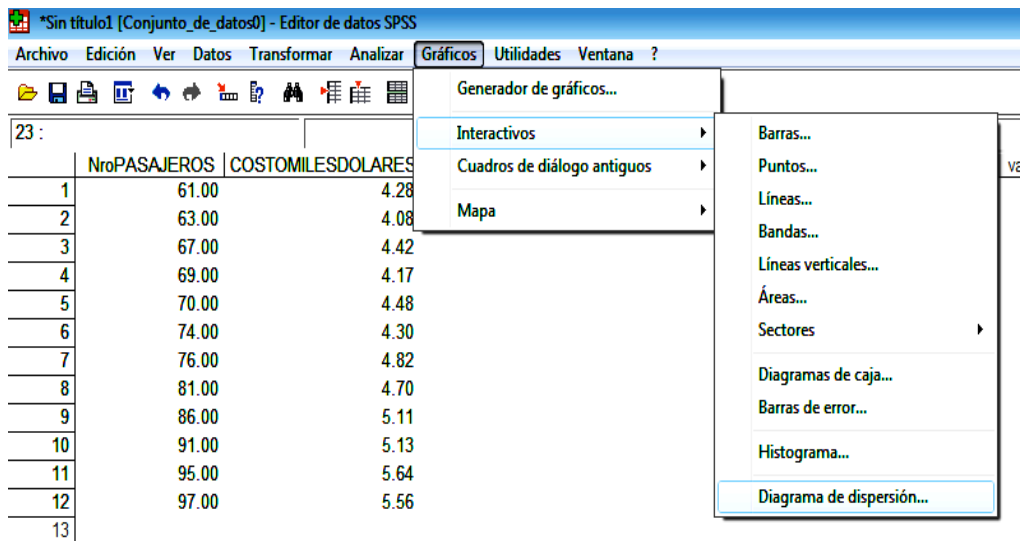 *Sin título1 [Conjunto_de_datos0] - Editor de datos SPSS
Archivo Edición Ver Datos Transformar Analizar Gráficos Utilidades Ventana ?
Generador de gráficos...
Interactivos
Cuadros de diálogo antiguos
Mapa
Barras...
Puntos...
Líneas...
Bandas...
Líneas verticales...
Áreas...
Sectores
Diagramas de caja...
Barras de error...
Histograma...
Diagrama de dispersión...
23 :
NroPASAJEROS COSTOMILESDOLARES
1 61.00 4.28
2 63.00 4.08
3 67.00 4.42
4 69.00 4.17
5 70.00 4.48
6 74.00 4.30
7 76.00 4.82
8 81.00 4.70
9 86.00 5.11
10 91.00 5.13
11 95.00 5.64
12 97.00 5.56
13